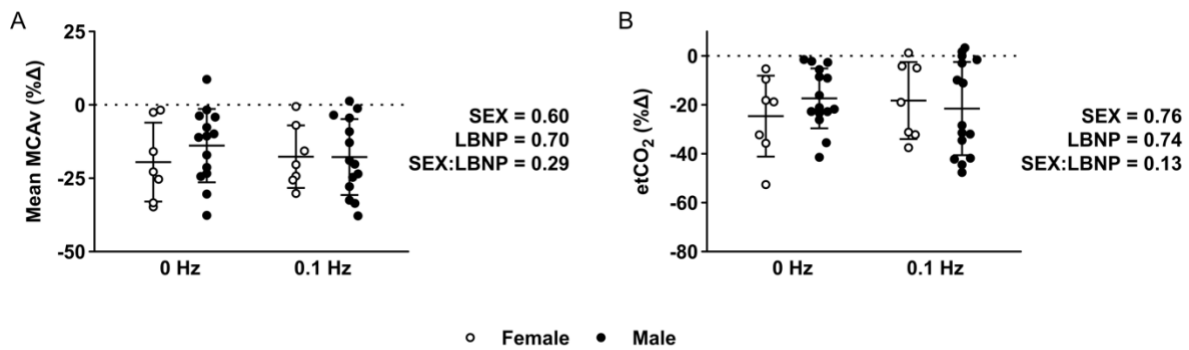 A
25
0
-25
-50
Mean MCAv (%Δ)
0 Hz
0.1 Hz
SEX = 0.60
LBNP = 0.70
SEX:LBNP = 0.29
B
0
-20
-40
-60
-80
etCO₂ (%Δ)
0 Hz
0.1 Hz
SEX = 0.76
LBNP = 0.74
SEX:LBNP = 0.13
Female
Male